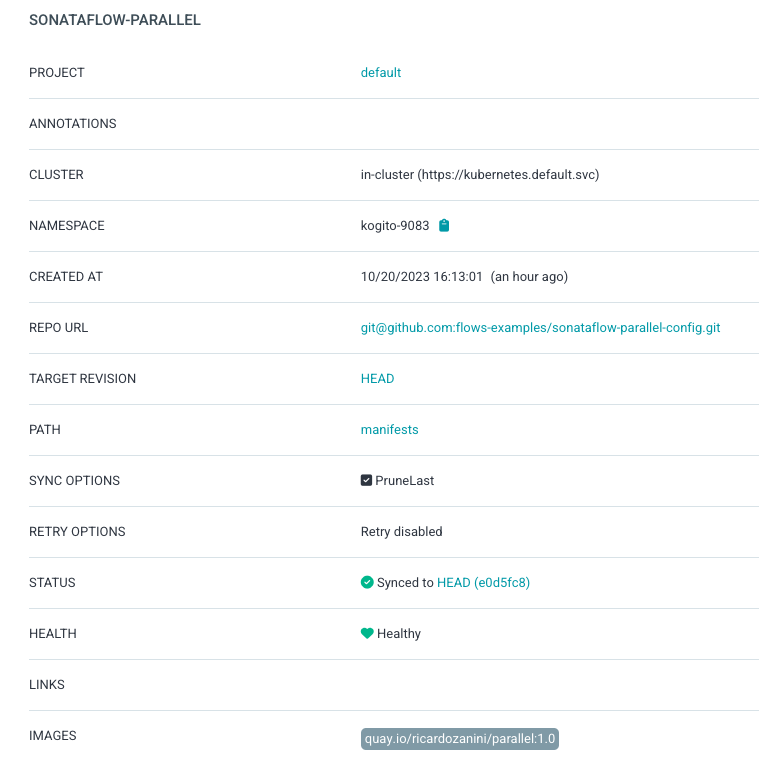 SONATAFLOW-PARALLEL
PROJECT default
ANNOTATIONS
CLUSTER in-cluster (https://kubernetes.default.svc)
NAMESPACE kogito-9083
CREATED AT 10/20/2023 16:13:01 (an hour ago)
REPO URL git@github.com:flows-examples/sonataflow-parallel-config.git
TARGET REVISION HEAD
PATH manifests
SYNC OPTIONS PruneLast
RETRY OPTIONS Retry disabled
STATUS Synced to HEAD (e0d5fc8)
HEALTH Healthy
LINKS
IMAGES quay.io/ricardozanini/parallel:1.0